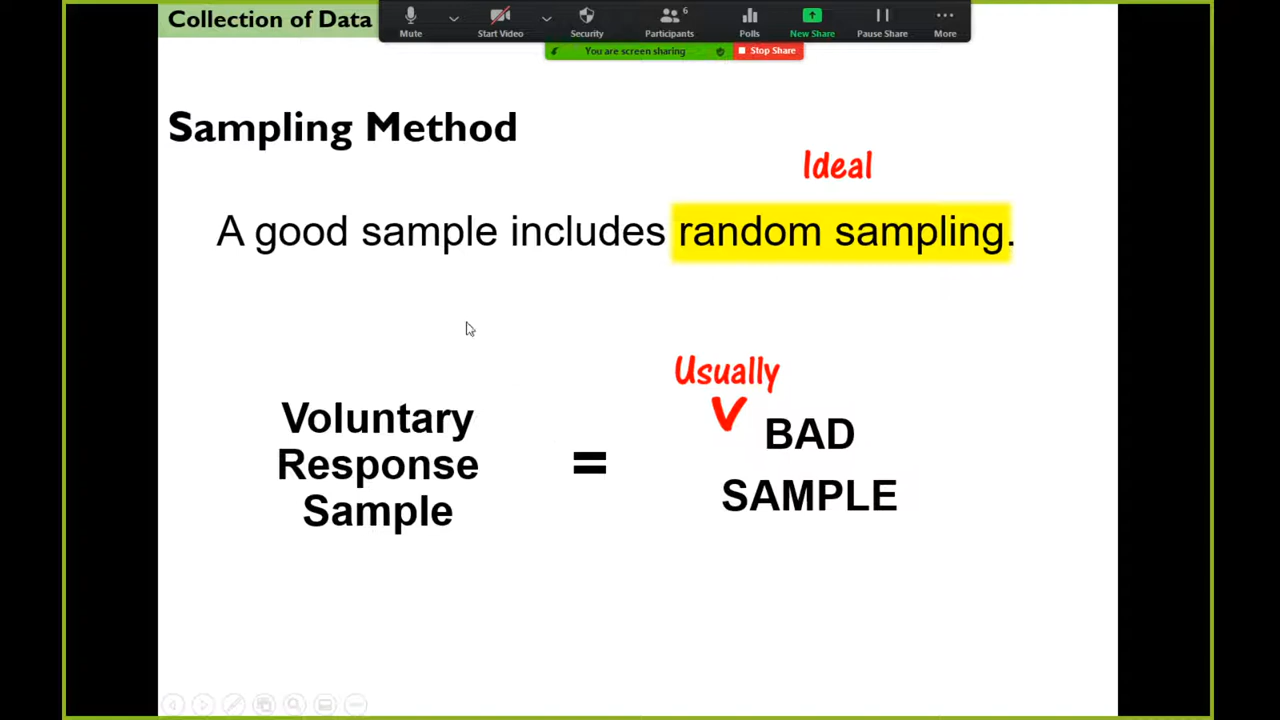 Collection of Data
Mute
Start Video
Security
6
Participants
Polls
New Share
Pause Share
More
You are screen sharing
Stop Share
Sampling Method
Ideal
A good sample includes random sampling.
Usually
V
Voluntary
Response
Sample
=
BAD
SAMPLE